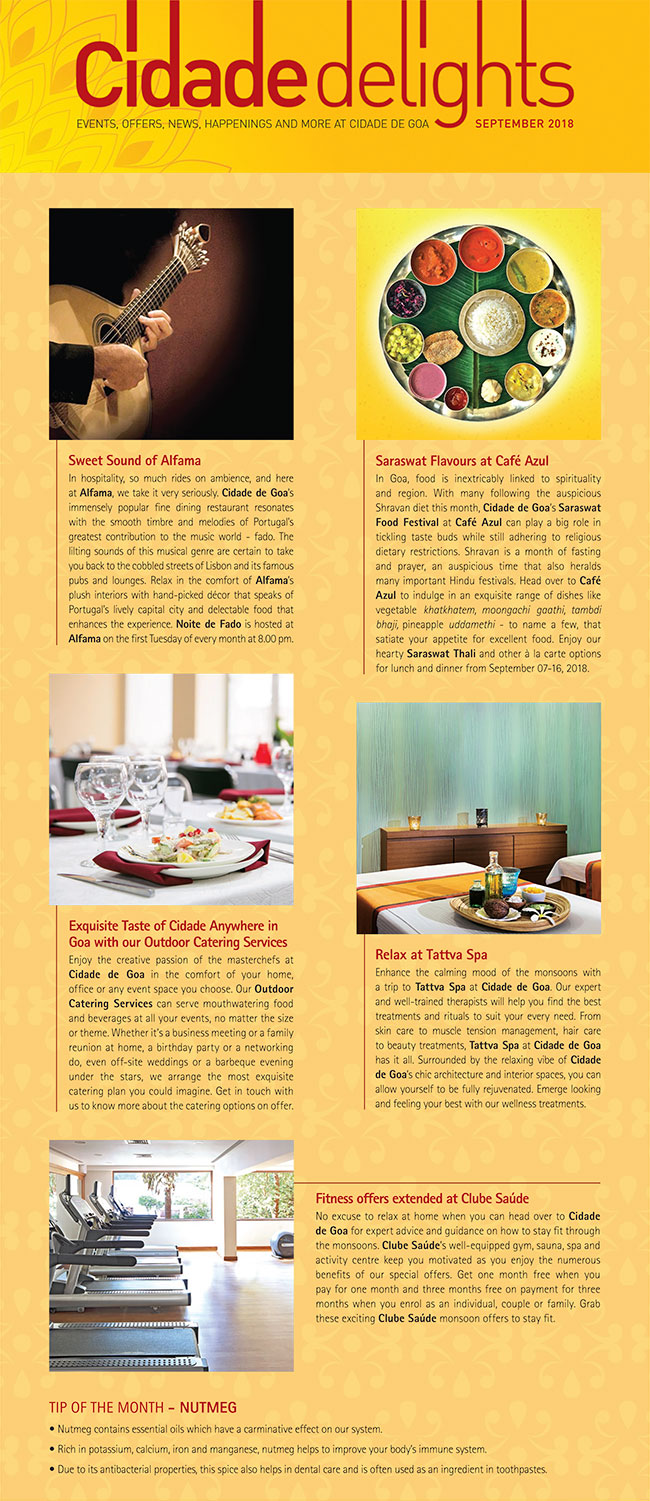 Cidade delights
EVENTS, OFFERS, NEWS, HAPPENINGS AND MORE AT CIDADE DE GOA SEPTEMBER 2018
Sweet Sound of Alfama
In hospitality, so much rides on ambience, and here
at Alfama, we take it very seriously. Cidade de Goa's
immensely popular fine dining restaurant resonates
with the smooth timbre and melodies of Portugal's
greatest contribution to the music world - fado. The
lilting sounds of this musical genre are certain to take
you back to the cobbled streets of Lisbon and its famous
pubs and lounges. Relax in the comfort of Alfama's
plush interiors with hand-picked décor that speaks of
Portugal's lively capital city and delectable food that
enhances the experience. Noite de Fado is hosted at
Alfama on the first Tuesday of every month at 8.00 pm.
Saraswat Flavours at Café Azul
In Goa, food is inextricably linked to spirituality
and region. With many following the auspicious
Shravan diet this month, Cidade de Goa's Saraswat
Food Festival at Café Azul can play a big role in
tickling taste buds while still adhering to religious
dietary restrictions. Shravan is a month of fasting
and prayer, an auspicious time that also heralds
many important Hindu festivals. Head over to Café
Azul to indulge in an exquisite range of dishes like
vegetable khatkhatem, moongachi gaathi, tambdi
bhaji, pineapple uddamethi - to name a few, that
satiate your appetite for excellent food. Enjoy our
hearty Saraswat Thali and other à la carte options
for lunch and dinner from September 07-16, 2018.
Exquisite Taste of Cidade Anywhere in
Goa with our Outdoor Catering Services
Enjoy the creative passion of the masterchefs at
Cidade de Goa in the comfort of your home,
office or any event space you choose. Our Outdoor
Catering Services can serve mouthwatering food
and beverages at all your events, no matter the size
or theme. Whether it's a business meeting or a family
reunion at home, a birthday party or a networking
do, even off-site weddings or a barbeque evening
under the stars, we arrange the most exquisite
catering plan you could imagine. Get in touch with
us to know more about the catering options on offer.
Relax at Tattva Spa
Enhance the calming mood of the monsoons with
a trip to Tattva Spa at Cidade de Goa. Our expert
and well-trained therapists will help you find the best
treatments and rituals to suit your every need. From
skin care to muscle tension management, hair care
to beauty treatments, Tattva Spa at Cidade de Goa
has it all. Surrounded by the relaxing vibe of Cidade
de Goa's chic architecture and interior spaces, you can
allow yourself to be fully rejuvenated. Emerge looking
and feeling your best with our wellness treatments.
Fitness offers extended at Clube Saúde
No excuse to relax at home when you can head over to Cidade
de Goa for expert advice and guidance on how to stay fit through
the monsoons. Clube Saúde's well-equipped gym, sauna, spa and
activity centre keep you motivated as you enjoy the numerous
benefits of our special offers. Get one month free when you
pay for one month and three months free on payment for three
months when you enrol as an individual, couple or family. Grab
these exciting Clube Saúde monsoon offers to stay fit.
TIP OF THE MONTH – NUTMEG
• Nutmeg contains essential oils which have a carminative effect on our system.
• Rich in potassium, calcium, iron and manganese, nutmeg helps to improve your body's immune system.
• Due to its antibacterial properties, this spice also helps in dental care and is often used as an ingredient in toothpastes.